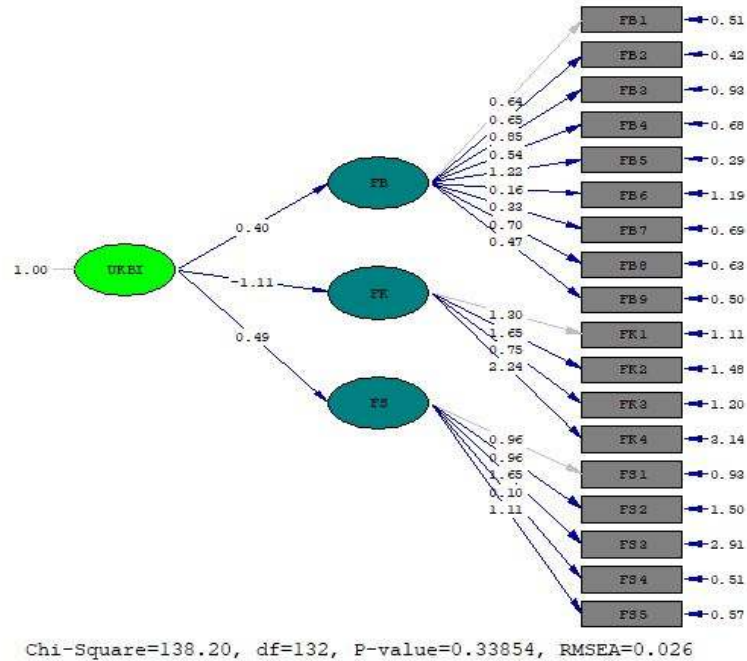 FB1 0.51
FB2 0.42
0.64 FB3 0.93
0.65
0.85 FB4 0.68
0.54
1.22 FB5 0.29
FB 0.16 FB6 1.19
0.33
0.40 0.70 FB7 0.69
0.47
1.00 UKBI FB8 0.63
-1.11 FK FB9 0.50
1.30 FK1 1.11
0.49 1.65
0.75 FK2 1.48
2.24
FS FK3 1.20
FK4 3.14
0.96
0.96 FS1 0.93
1.65
0.10 FS2 1.50
1.11
FS3 2.91
FS4 0.51
FS5 0.57
Chi-Square=138.20, df=132, P-value=0.33854, RMSEA=0.026